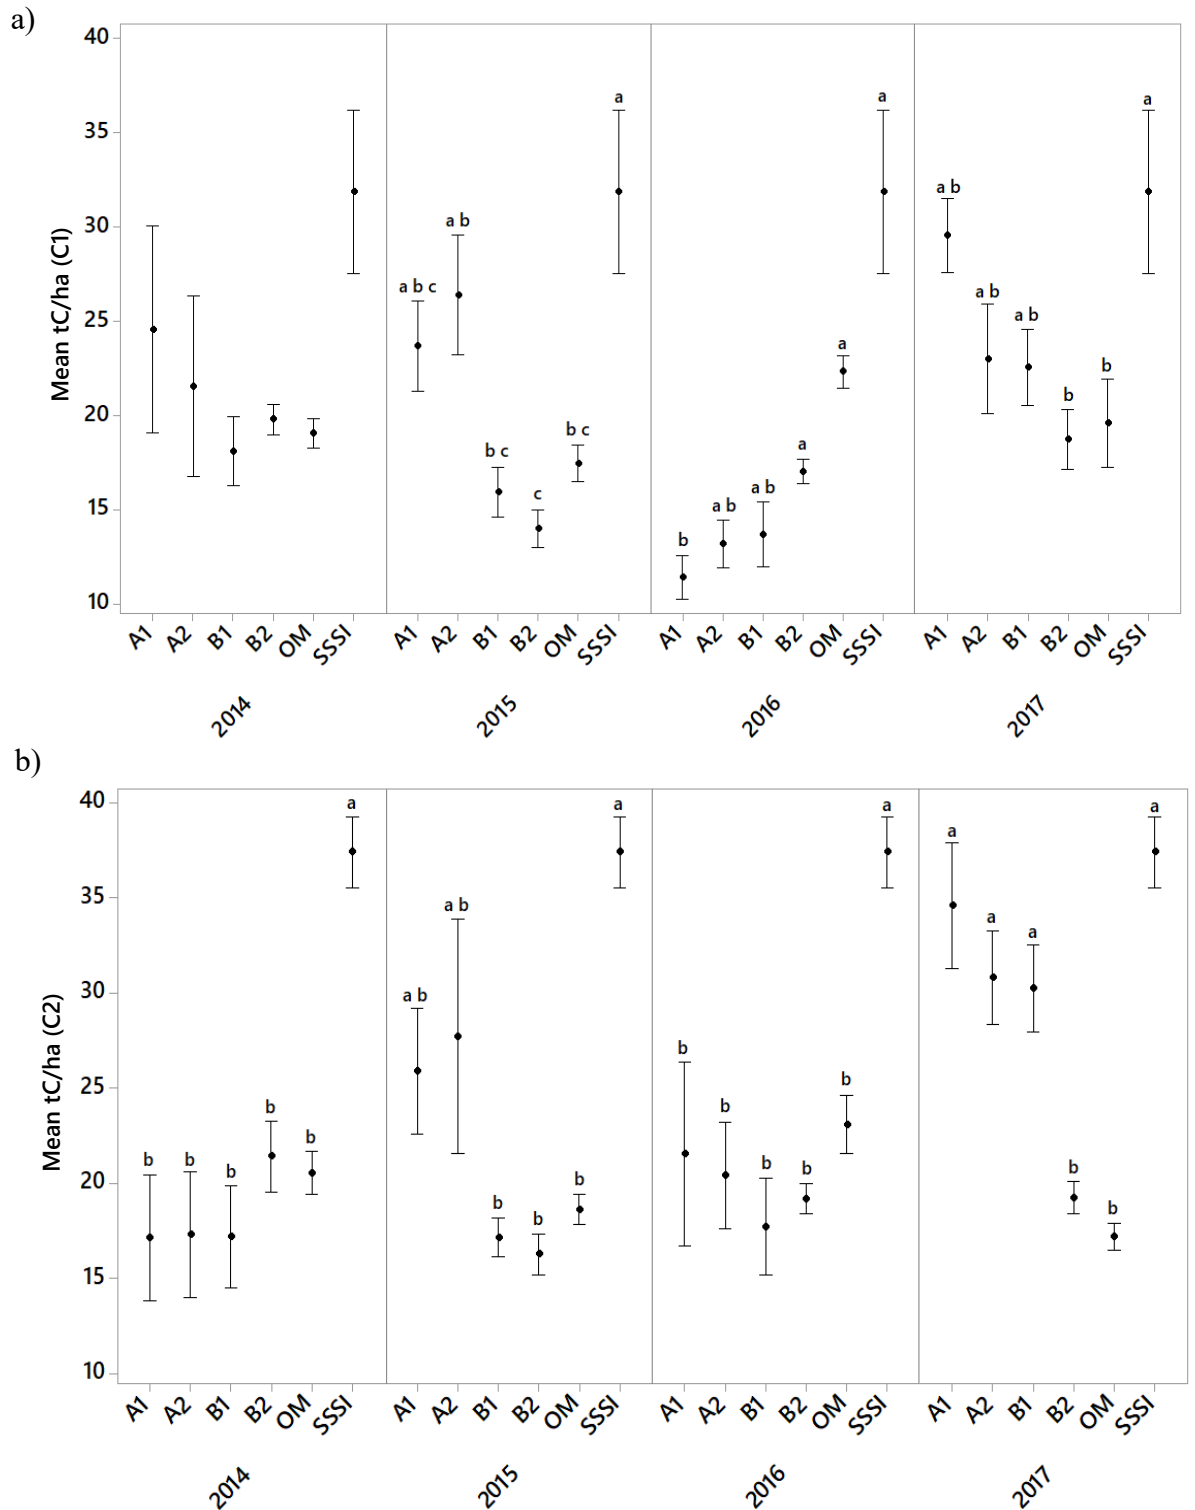 a)
40
35
30
25
20
15
10
Mean tC/ha (C1)
a b c
a b
b c
c
b c
a
b
a b
a b
a
a
a
a b
a b
a b
b
b
a
A1 A2 B1 B2 OM SSSI A1 A2 B1 B2 OM SSSI A1 A2 B1 B2 OM SSSI A1 A2 B1 B2 OM SSSI
2014 2015 2016 2017
b)
40
35
30
25
20
15
10
Mean tC/ha (C2)
b
b
b
b
b
a
a b
a b
b
b
b
a
b
b
b
b
b
a
a
a
a
b
b
a
A1 A2 B1 B2 OM SSSI A1 A2 B1 B2 OM SSSI A1 A2 B1 B2 OM SSSI A1 A2 B1 B2 OM SSSI
2014 2015 2016 2017